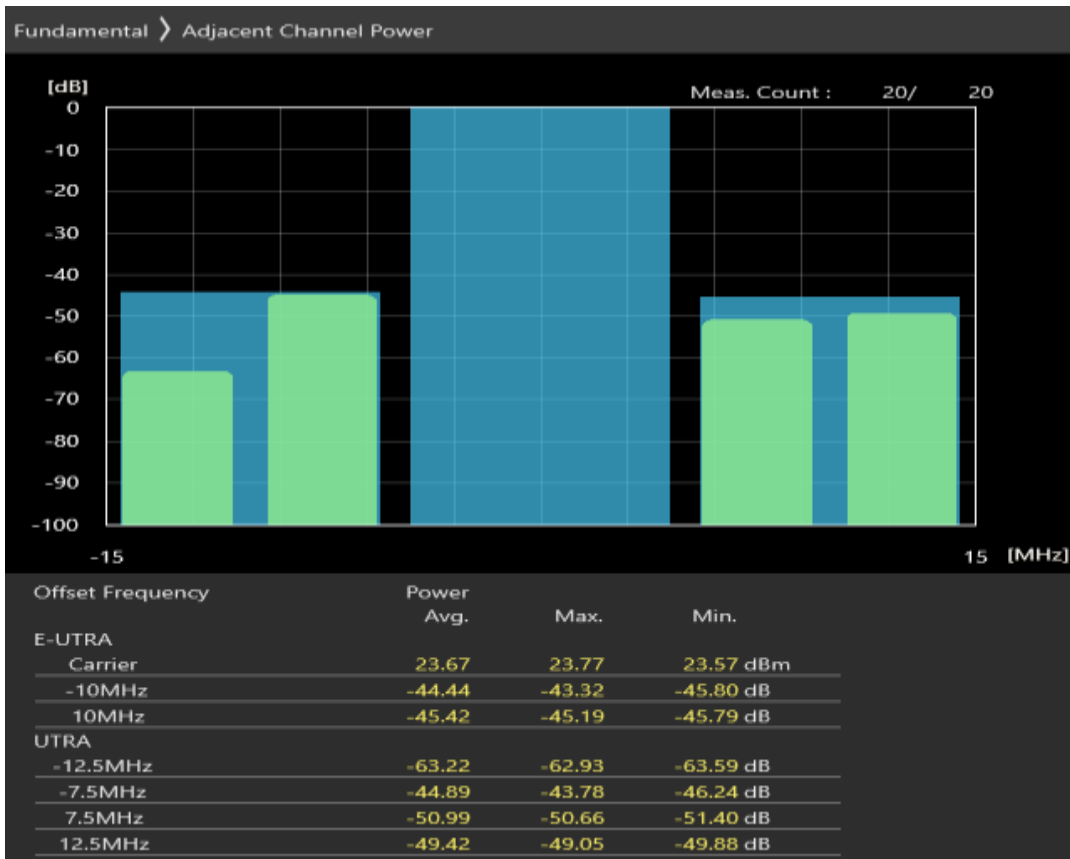 Fundamental 〉 Adjacent Channel Power
[dB]
Meas. Count : 20/ 20
0
-10
-20
-30
-40
-50
-60
-70
-80
-90
-100
-15 15 [MHz]
Offset Frequency Power
Avg. Max. Min.
E-UTRA
Carrier 23.67 23.77 23.57 dBm
-10MHz -44.44 -43.32 -45.80 dB
10MHz -45.42 -45.19 -45.79 dB
UTRA
-12.5MHz -63.22 -62.93 -63.59 dB
-7.5MHz -44.89 -43.78 -46.24 dB
7.5MHz -50.99 -50.66 -51.40 dB
12.5MHz -49.42 -49.05 -49.88 dB